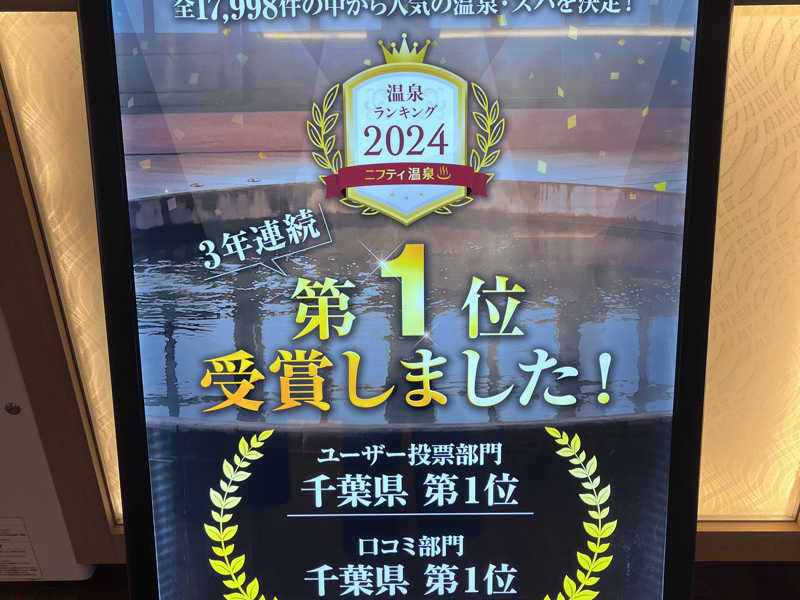 全17,998件の中から人気の温泉・スパを決定！
温泉
ランキング
2024
ニフティ温泉
3年連続
第1位
受賞しました！
ユーザー投票部門
千葉県 第1位
口コミ部門
千葉県 第1位